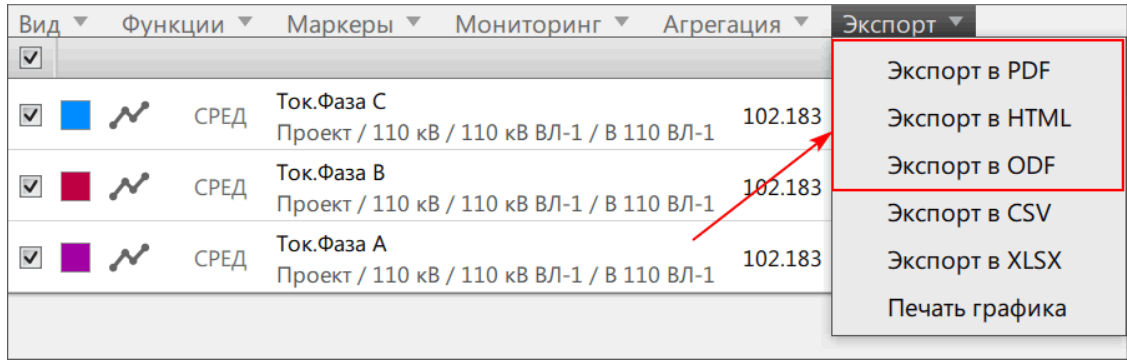 Вид Функции Маркеры Мониторинг Агрегация Экспорт
Экспорт в PDF
Экспорт в HTML
Экспорт в ODF
Экспорт в CSV
Экспорт в XLSX
Печать графика
СРЕД Ток.Фаза C 102.183
Проект / 110 кВ / 110 кВ ВЛ-1 / В 110 ВЛ-1
СРЕД Ток.Фаза B 102.183
Проект / 110 кВ / 110 кВ ВЛ-1 / В 110 ВЛ-1
СРЕД Ток.Фаза A 102.183
Проект / 110 кВ / 110 кВ ВЛ-1 / В 110 ВЛ-1